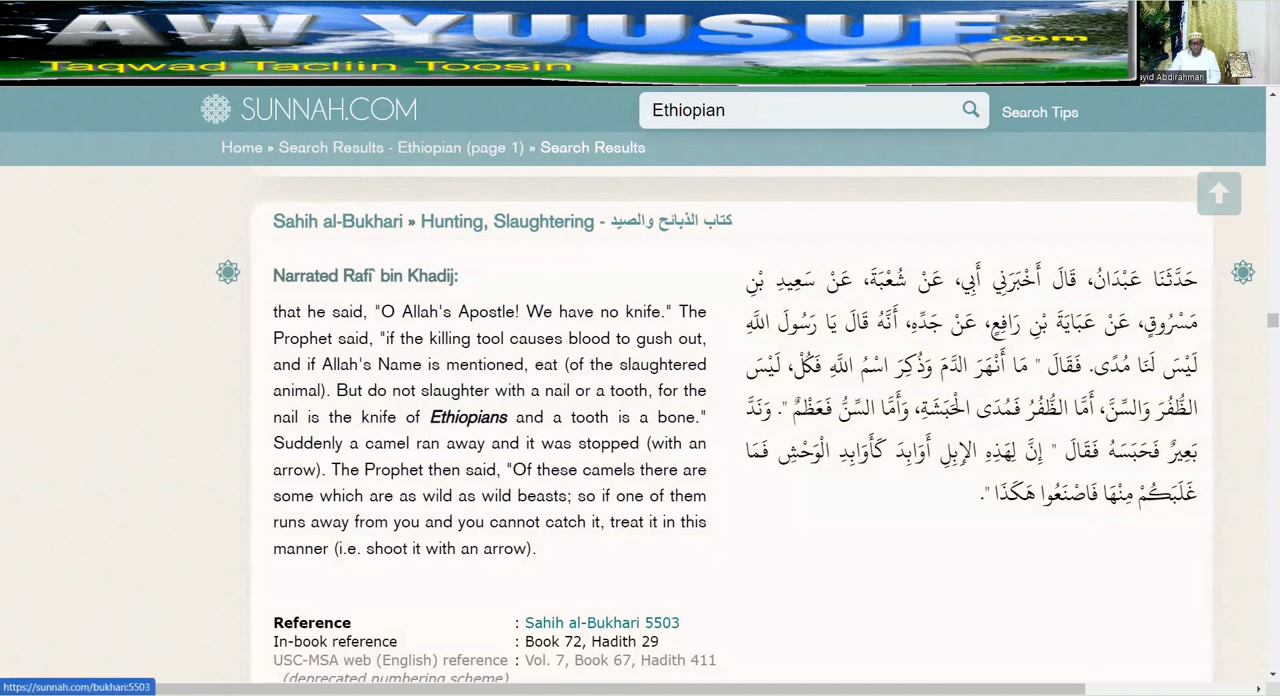 AW YUUSUF.com
Taqwad Tacliin Toosin
ayid Abdirahman
SUNNAH.COM
Ethiopian
Search Tips
Home » Search Results - Ethiopian (page 1) » Search Results
Sahih al-Bukhari » Hunting, Slaughtering - كتاب الذبائح والصيد
Narrated Rafi` bin Khadij:
that he said, "O Allah's Apostle! We have no knife." The
Prophet said, "if the killing tool causes blood to gush out,
and if Allah's Name is mentioned, eat (of the slaughtered
animal). But do not slaughter with a nail or a tooth, for the
nail is the knife of Ethiopians and a tooth is a bone."
Suddenly a camel ran away and it was stopped (with an
arrow). The Prophet then said, "Of these camels there are
some which are as wild as wild beasts; so if one of them
runs away from you and you cannot catch it, treat it in this
manner (i.e. shoot it with an arrow).
حَدَّثَنَا عَبْدَانُ، قَالَ أَخْبَرَنِي أَبِي، عَنْ شُعْبَةَ، عَنْ سَعِيدِ بْنِ
مَسْرُوقٍ، عَنْ عَبَايَةَ بْنِ رَافِعٍ، عَنْ جَدِّهِ، أَنَّهُ قَالَ يَا رَسُولَ اللَّهِ
لَيْسَ لَنَا مُدًى. فَقَالَ " مَا أَنْهَرَ الدَّمَ وَذُكِرَ اسْمُ اللَّهِ فَكُلْ، لَيْسَ
الظُّفُرَ وَالسِّنَّ، أَمَّا الظُّفُرُ فَمُدَى الْحَبَشَةِ، وَأَمَّا السِّنُّ فَعَظْمٌ ". وَنَدَّ
بَعِيرٌ فَحَبَسَهُ فَقَالَ " إِنَّ لِهَذِهِ الإِبِلِ أَوَابِدَ كَأَوَابِدِ الْوَحْشِ فَمَا
غَلَبَكُمْ مِنْهَا فَاصْنَعُوا هَكَذَا ".
Reference : Sahih al-Bukhari 5503
In-book reference : Book 72, Hadith 29
USC-MSA web (English) reference : Vol. 7, Book 67, Hadith 411
(deprecated numbering scheme)
https://sunnah.com/bukhari:5503